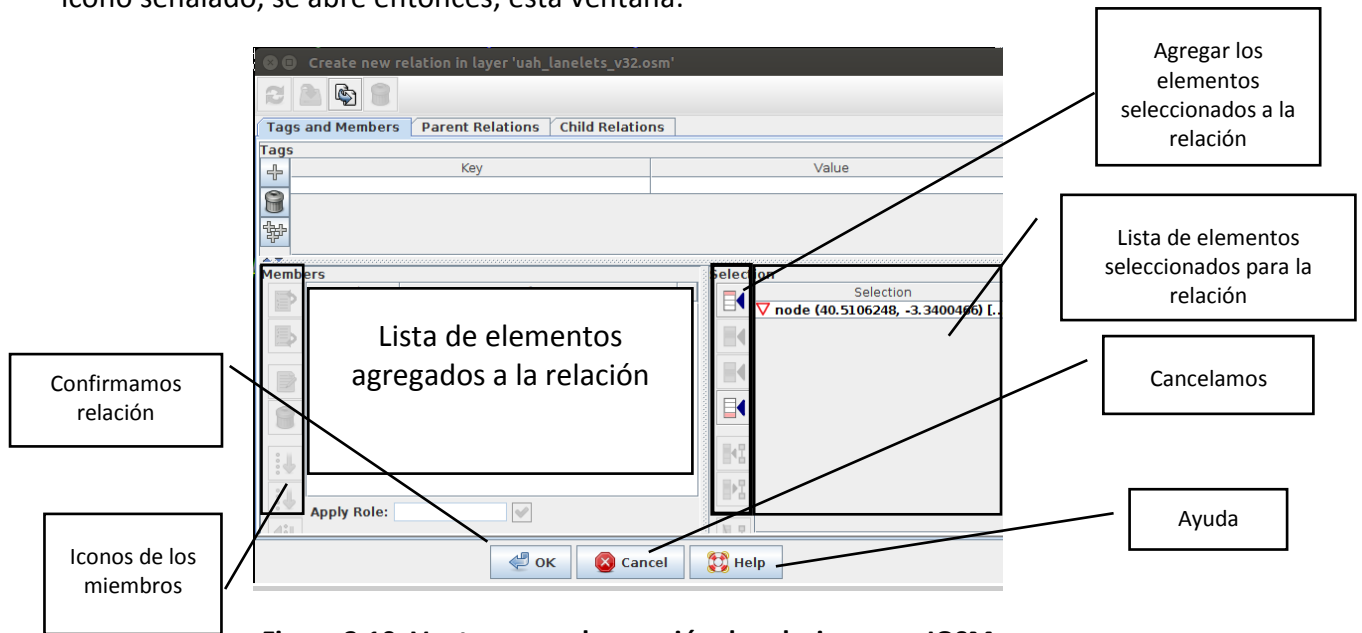 icono señalado, se abre entonces, esta ventana:
Create new relation in layer 'uah_lanelets_v32.osm'
Tags and Members
Parent Relations
Child Relations
Tags
Key
Value
Members
Selection
Selection
node (40.5106248, -3.3400466) [..
Lista de elementos
agregados a la relación
Apply Role:
OK
Cancel
Help
Agregar los
elementos
seleccionados a la
relación
Lista de elementos
seleccionados para la
relación
Cancelamos
Ayuda
Confirmamos
relación
Iconos de los
miembros